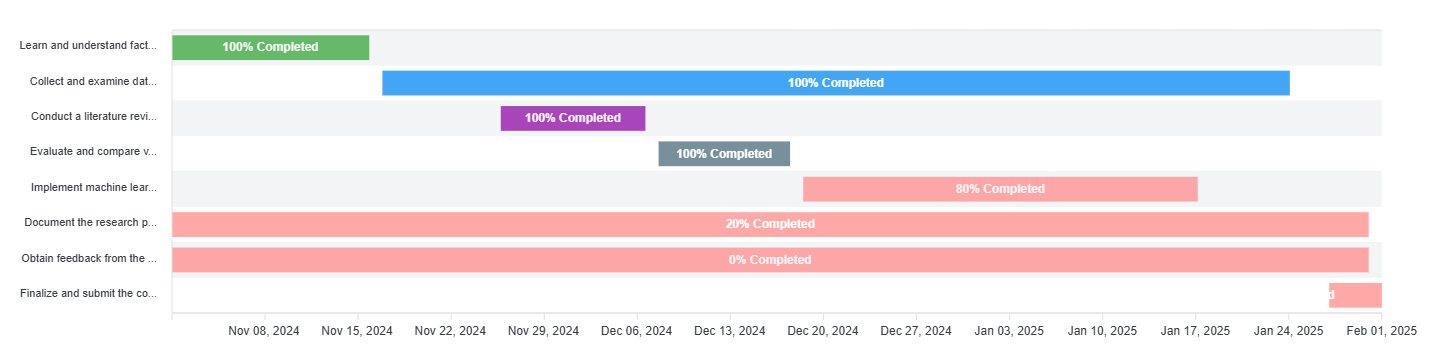 Learn and understand fact...
100% Completed
Collect and examine dat...
100% Completed
Conduct a literature revi...
100% Completed
Evaluate and compare v...
100% Completed
Implement machine lear...
80% Completed
Document the research p...
20% Completed
Obtain feedback from the ...
0% Completed
Finalize and submit the co...
Nov 08, 2024 Nov 15, 2024 Nov 22, 2024 Nov 29, 2024 Dec 06, 2024 Dec 13, 2024 Dec 20, 2024 Dec 27, 2024 Jan 03, 2025 Jan 10, 2025 Jan 17, 2025 Jan 24, 2025 Feb 01, 2025